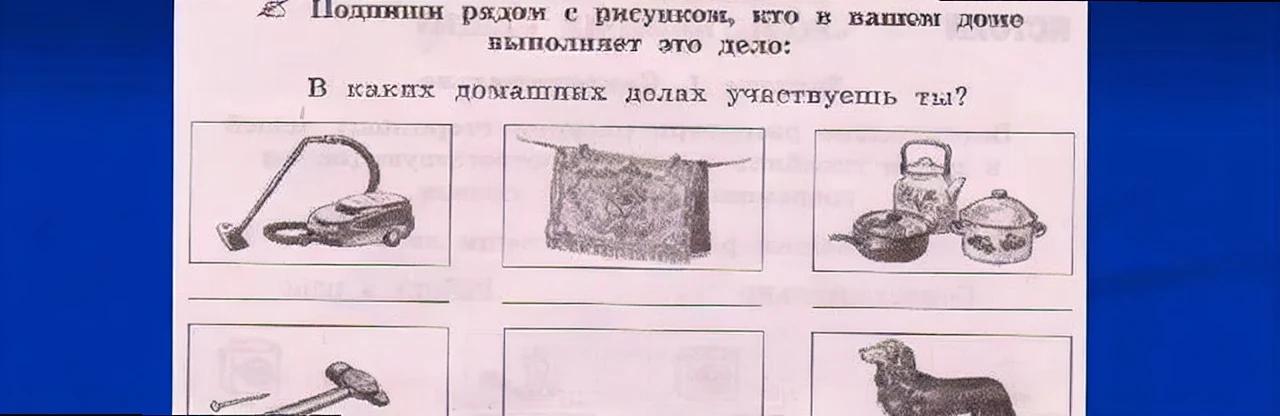 Подпиши рядом с рисунком, кто в вашем доме
выполняет это дело:
В каких домашних делах участвуешь ты?